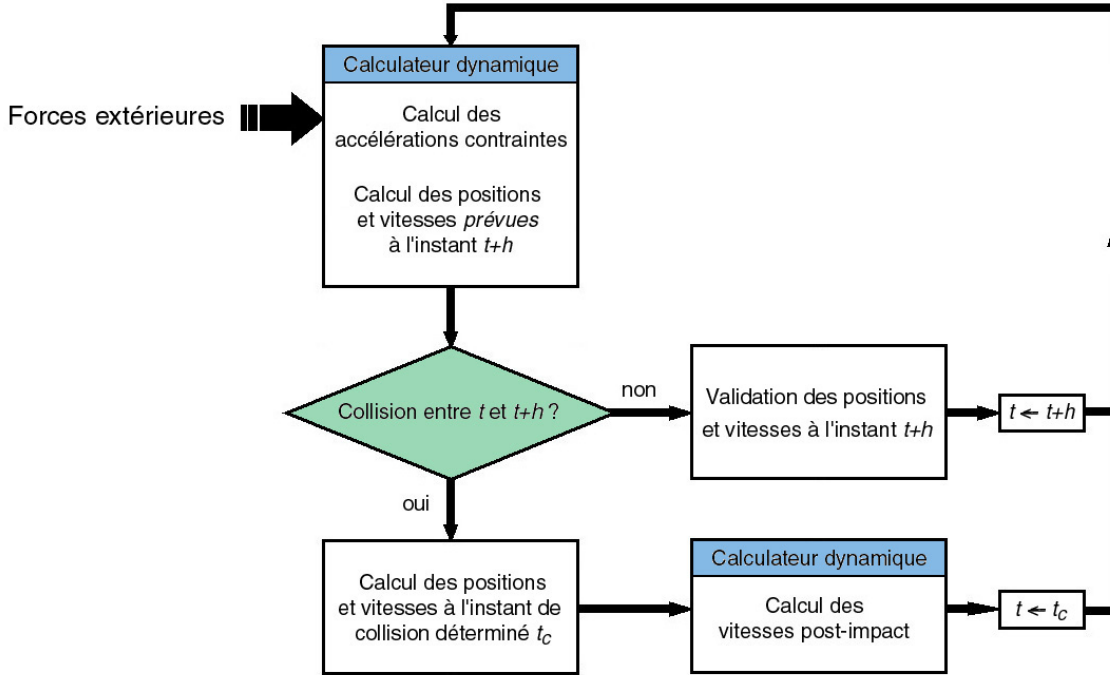 Calculateur dynamique
Forces extérieures
Calcul des
accélérations contraintes
Calcul des positions
et vitesses prévues
à l'instant t+h
Collision entre t et t+h ?
non
Validation des positions
et vitesses à l'instant t+h
t ← t+h
oui
Calcul des positions
et vitesses à l'instant de
collision déterminé tc
Calculateur dynamique
Calcul des
vitesses post-impact
t ← tc